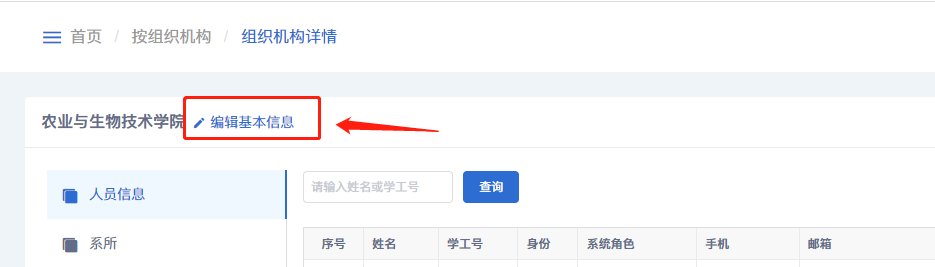 首页 / 按组织机构 / 组织机构详情
农业与生物技术学院 编辑基本信息
人员信息
系所
请输入姓名或学工号 查询
序号 姓名 学工号 身份 系统角色 手机 邮箱